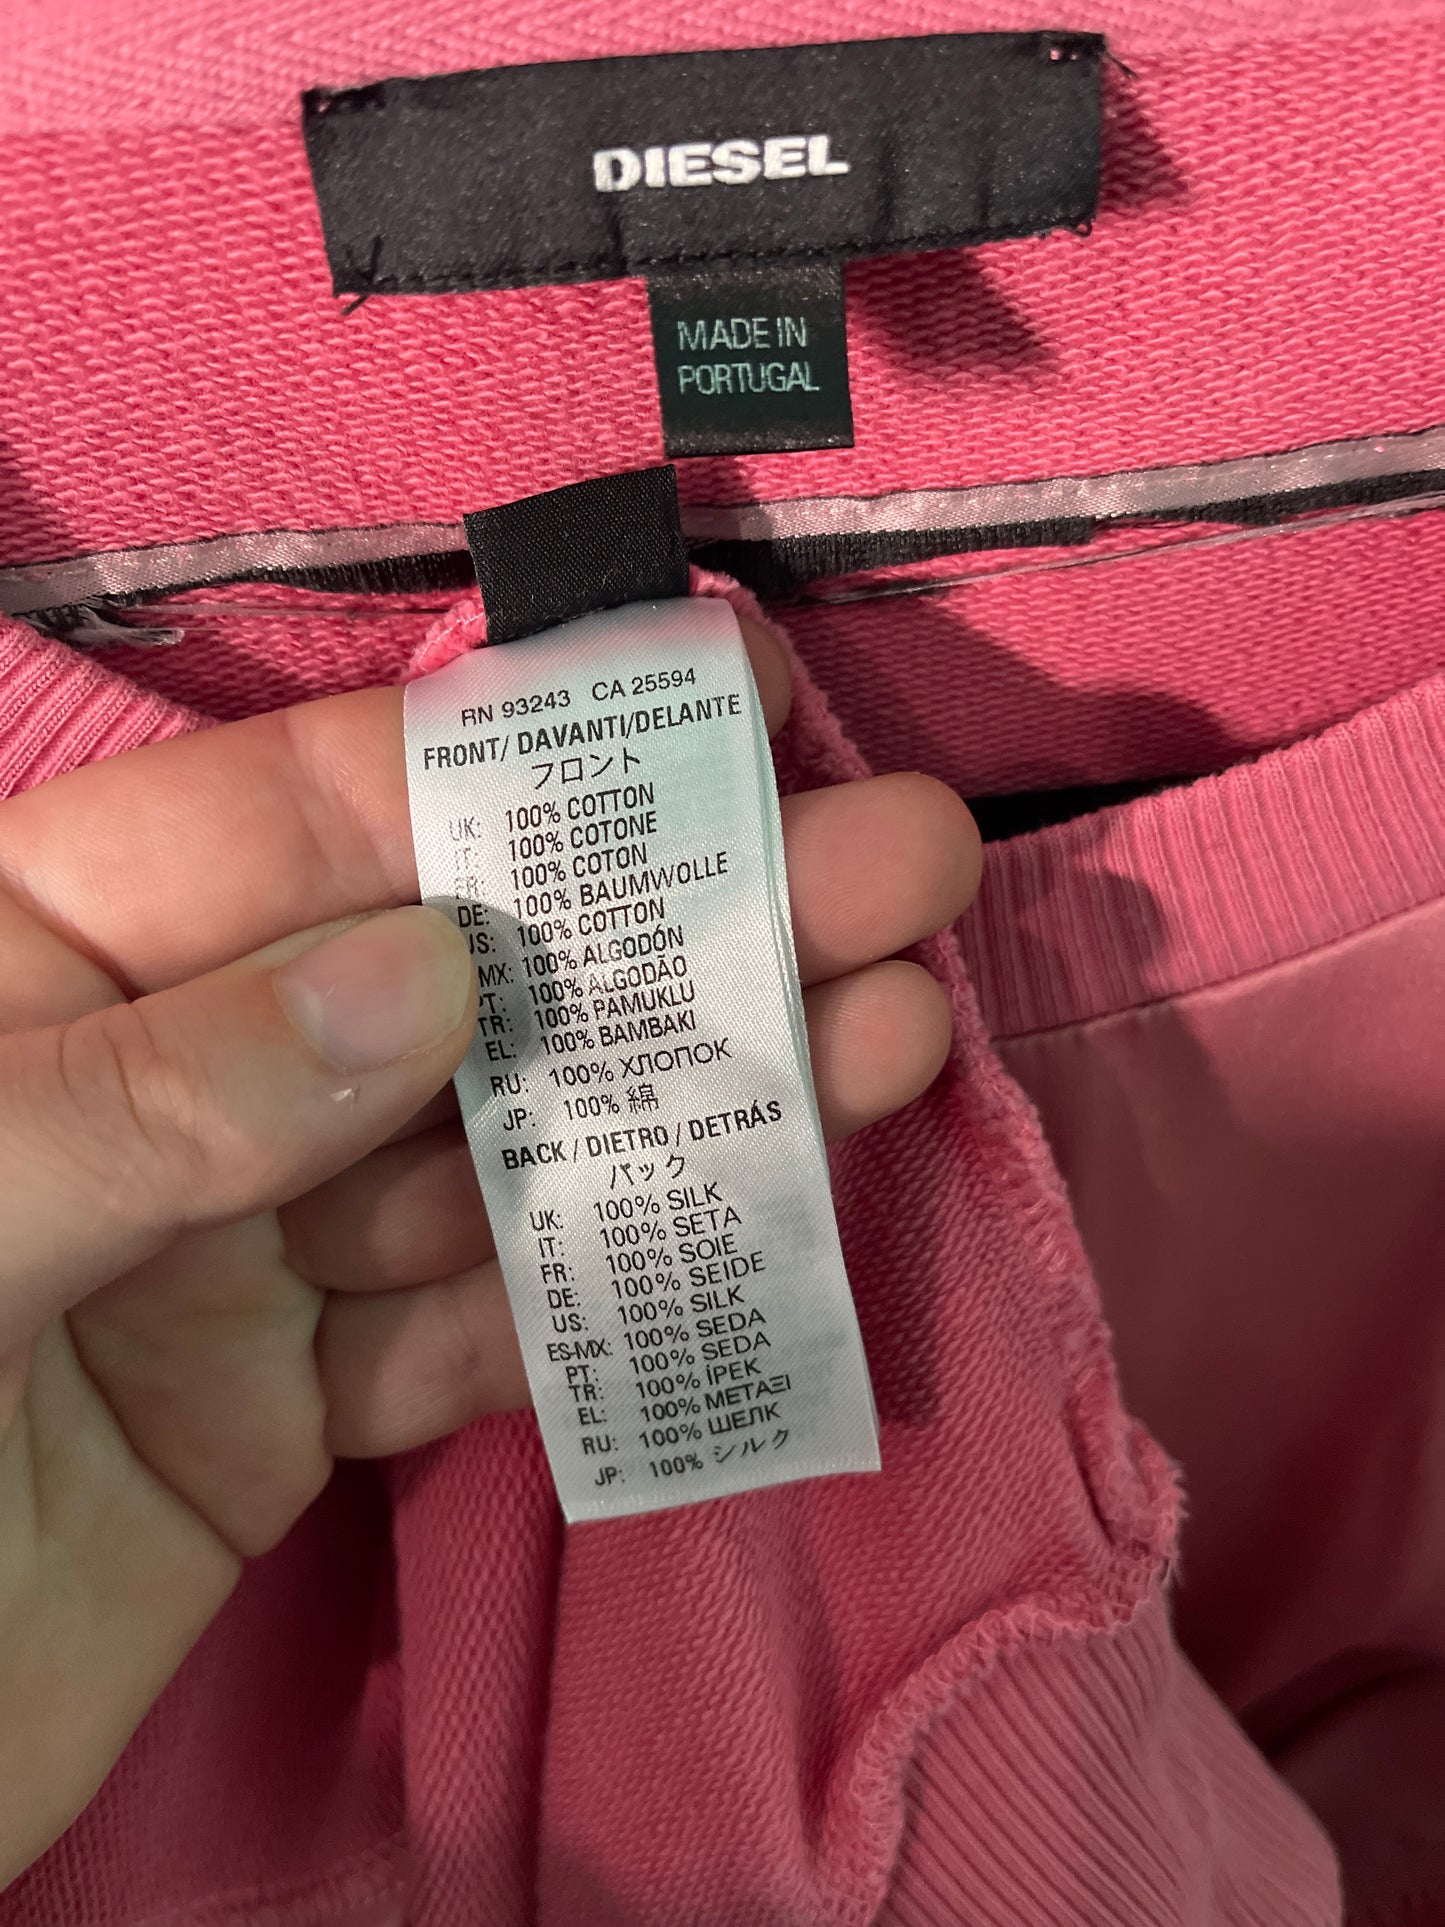 DIESEL
MADE IN
PORTUGAL
RN 93243 CA 25594
FRONT/ DAVANTI/DELANTE
フロント
UK: 100% COTTON
IT: 100% COTONE
FR: 100% COTON
DE: 100% BAUMWOLLE
US: 100% COTTON
MX: 100% ALGODÓN
PT: 100% ALGODÃO
TR: 100% PAMUKLU
EL: 100% BAMBAKI
RU: 100% ХЛОПОК
JP: 100% 綿
BACK / DIETRO / DETRÁS
バック
UK: 100% SILK
IT: 100% SETA
FR: 100% SOIE
DE: 100% SEIDE
US: 100% SILK
ES-MX: 100% SEDA
PT: 100% SEDA
TR: 100% ÍPEK
EL: 100% ΜΕΤΑΞΙ
RU: 100% ШЕЛК
JP: 100% シルク